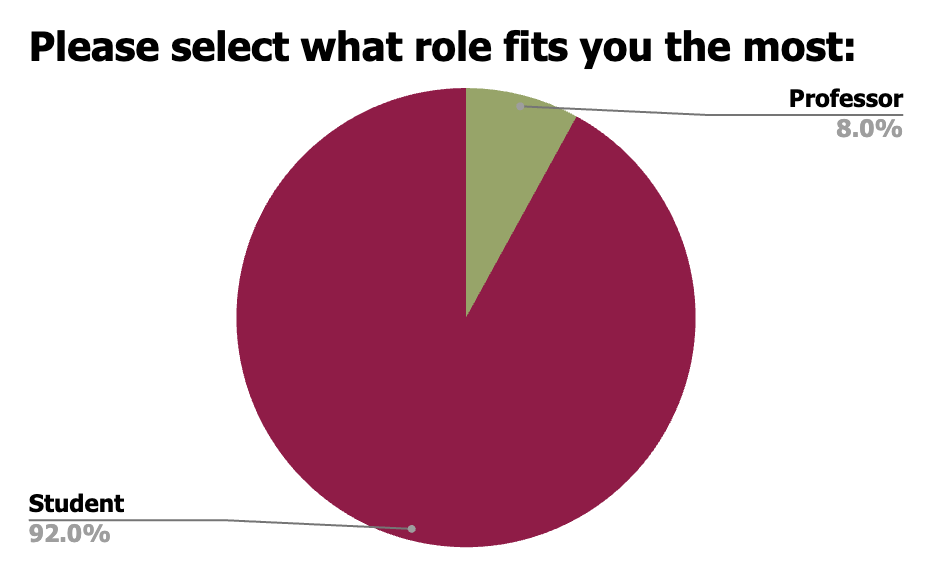 Please select what role fits you the most:
Professor
8.0%
Student
92.0%